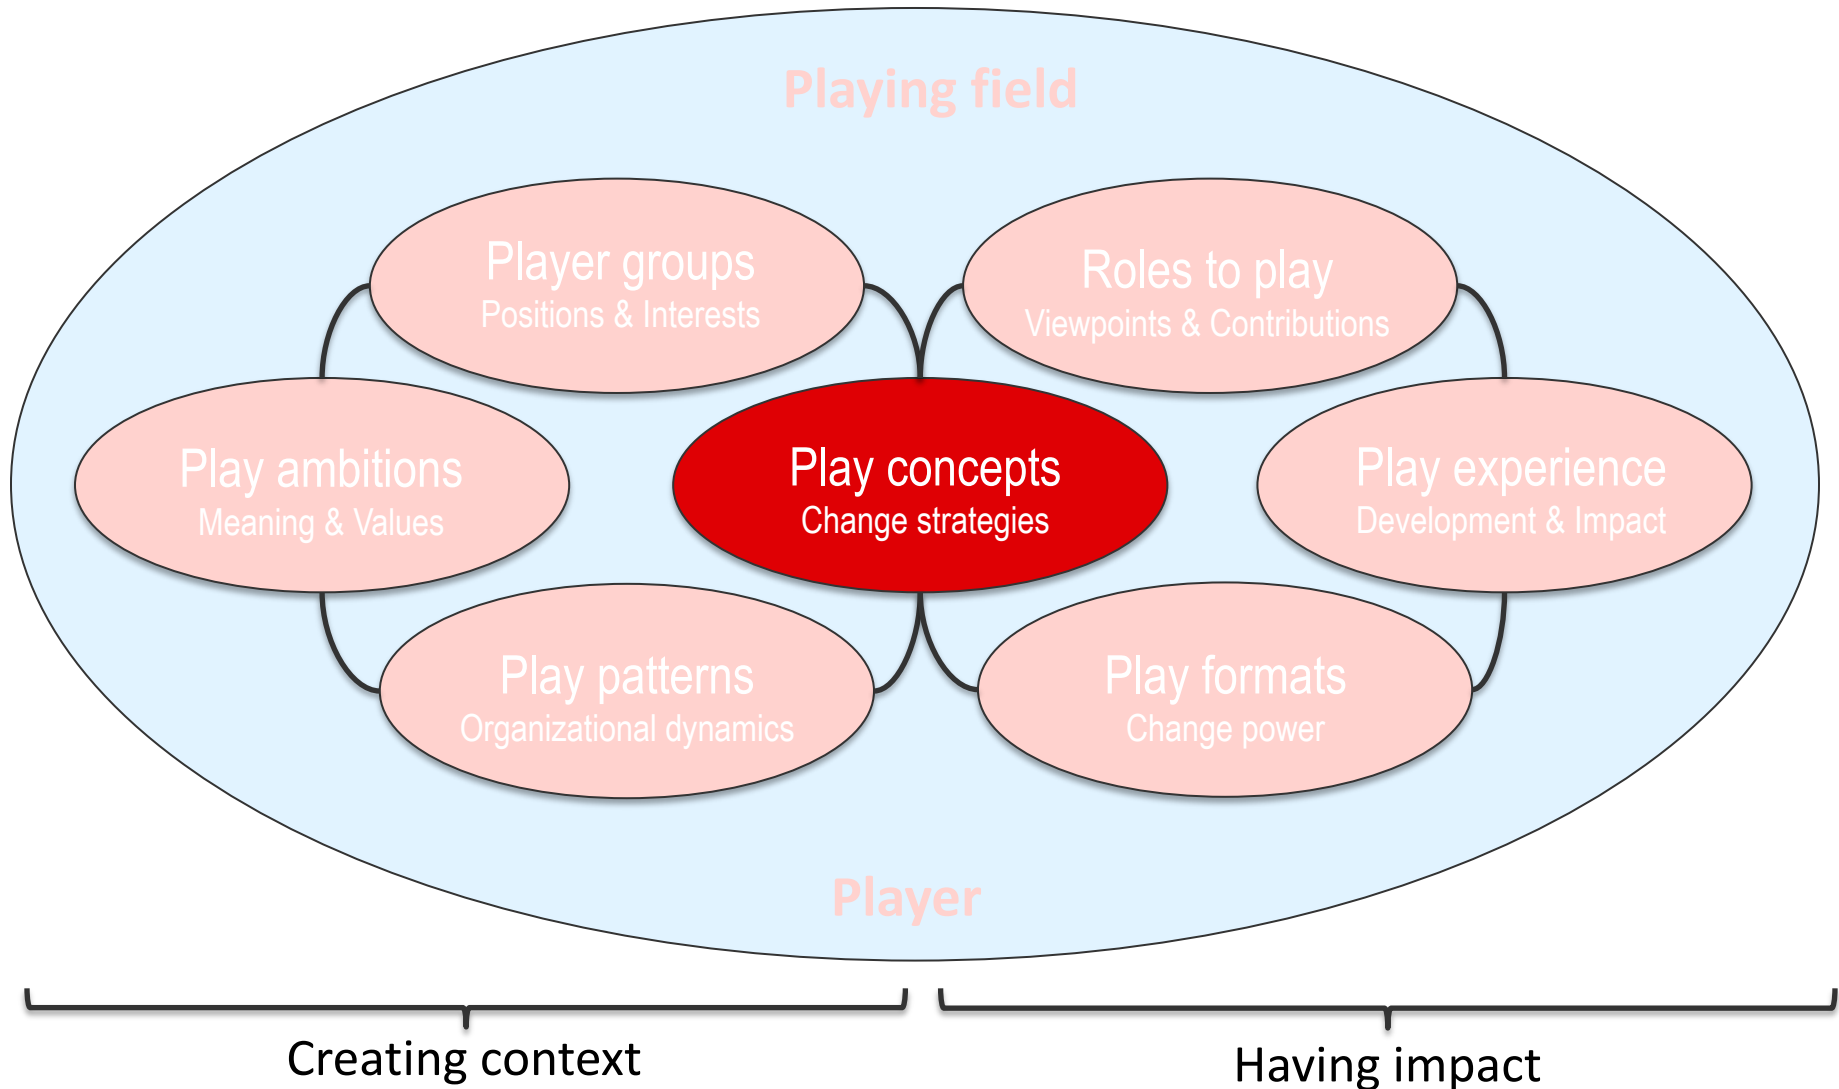 Playing field
Player groups
Positions & Interests
Roles to play
Viewpoints & Contributions
Play ambitions
Meaning & Values
Play concepts
Change strategies
Play experience
Development & Impact
Play patterns
Organizational dynamics
Play formats
Change power
Player
Creating context
Having impact